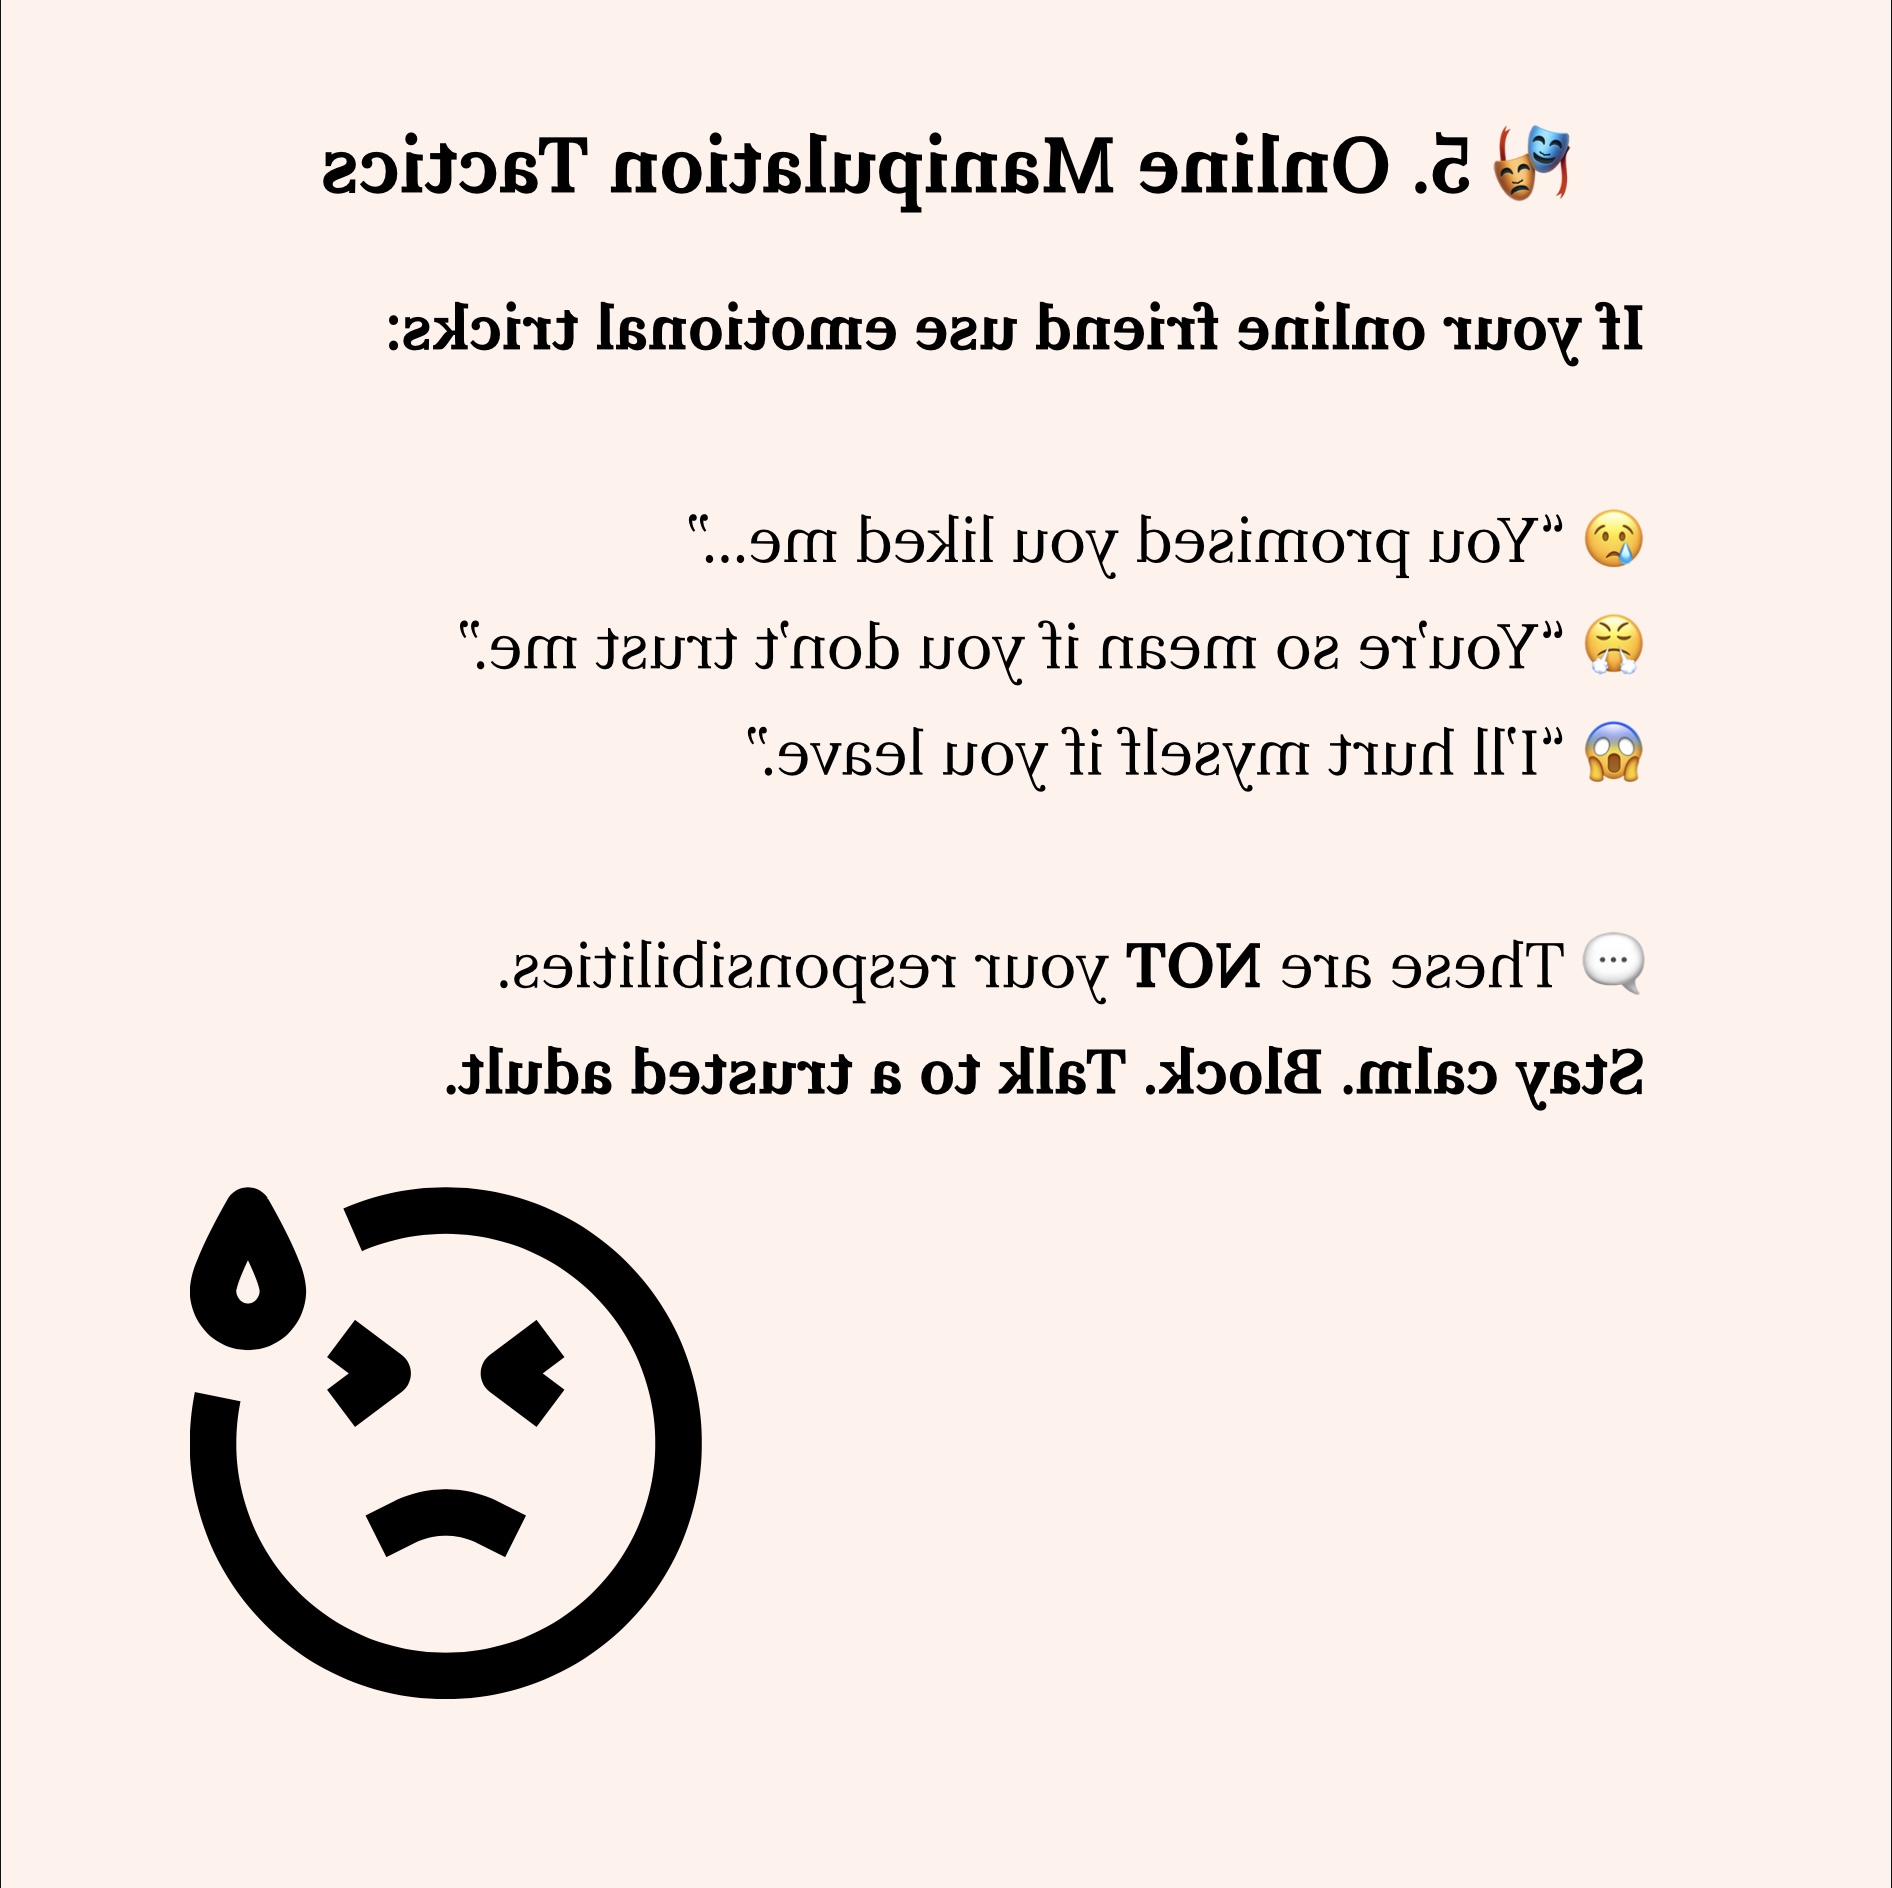 🎭 5. Online Manipulation Tactics
If your online friend use emotional tricks:
😢 “You promised you liked me...”
😤 “You’re so mean if you don’t trust me.”
😱 “I’ll hurt myself if you leave.”
💬 These are NOT your responsibilities.
Stay calm. Block. Talk to a trusted adult.